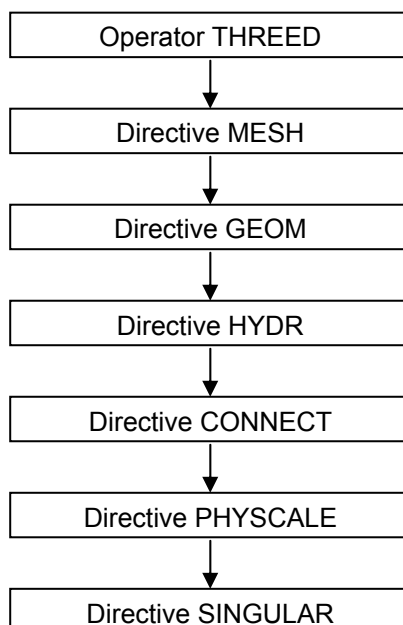 Operator THREED
Directive MESH
Directive GEOM
Directive HYDR
Directive CONNECT
Directive PHYSCALE
Directive SINGULAR